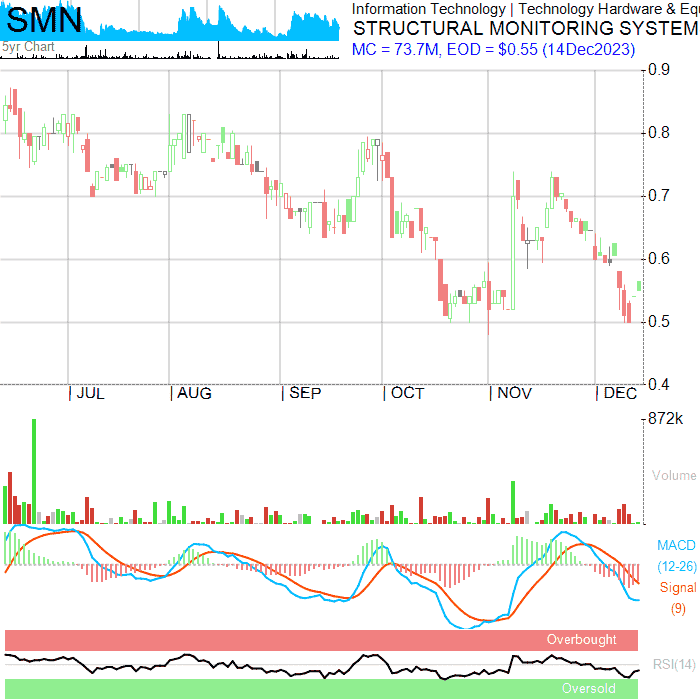 SMN
5yr Chart
Information Technology | Technology Hardware &
STRUCTURAL MONITORING SYSTEM
MC = 73.7M, EOD = $0.55 (14Dec2023)
0.9
0.8
0.7
0.6
0.5
0.4
| JUL | AUG | SEP | OCT | NOV | DEC
872k
Volume
MACD
(12-26)
Signal
(9)
Overbought
RSI(14)
Oversold